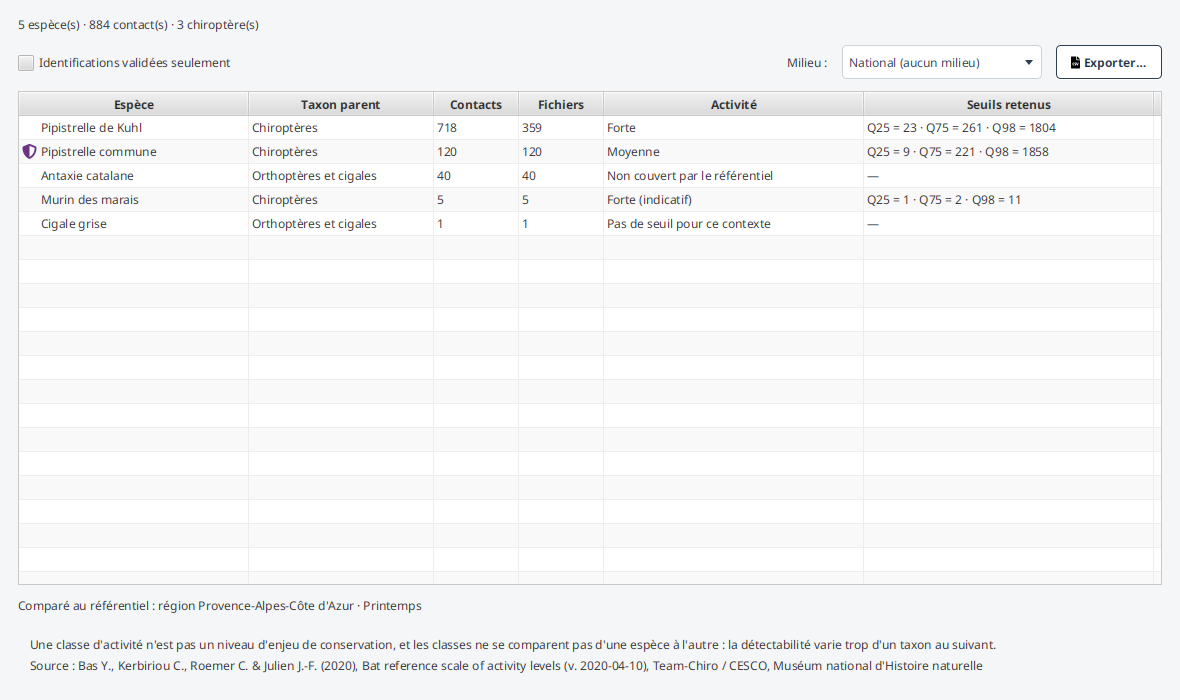 5 espèce(s) · 884 contact(s) · 3 chiroptère(s)
Identifications validées seulement
Milieu :
National (aucun milieu)
Exporter...
Espèce Taxon parent Contacts Fichiers Activité Seuils retenus
Pipistrelle de Kuhl Chiroptères 718 359 Forte Q25 = 23 · Q75 = 261 · Q98 = 1804
Pipistrelle commune Chiroptères 120 120 Moyenne Q25 = 9 · Q75 = 221 · Q98 = 1858
Antaxie catalane Orthoptères et cigales 40 40 Non couvert par le référentiel —
Murin des marais Chiroptères 5 5 Forte (indicatif) Q25 = 1 · Q75 = 2 · Q98 = 11
Cigale grise Orthoptères et cigales 1 1 Pas de seuil pour ce contexte —
Comparé au référentiel : région Provence-Alpes-Côte d'Azur · Printemps
Une classe d'activité n'est pas un niveau d'enjeu de conservation, et les classes ne se comparent pas d'une espèce à l'autre : la détectabilité varie trop d'un taxon au suivant.
Source : Bas Y., Kerbiriou C., Roemer C. & Julien J.-F. (2020), Bat reference scale of activity levels (v. 2020-04-10), Team-Chiro / CESCO, Muséum national d'Histoire naturelle